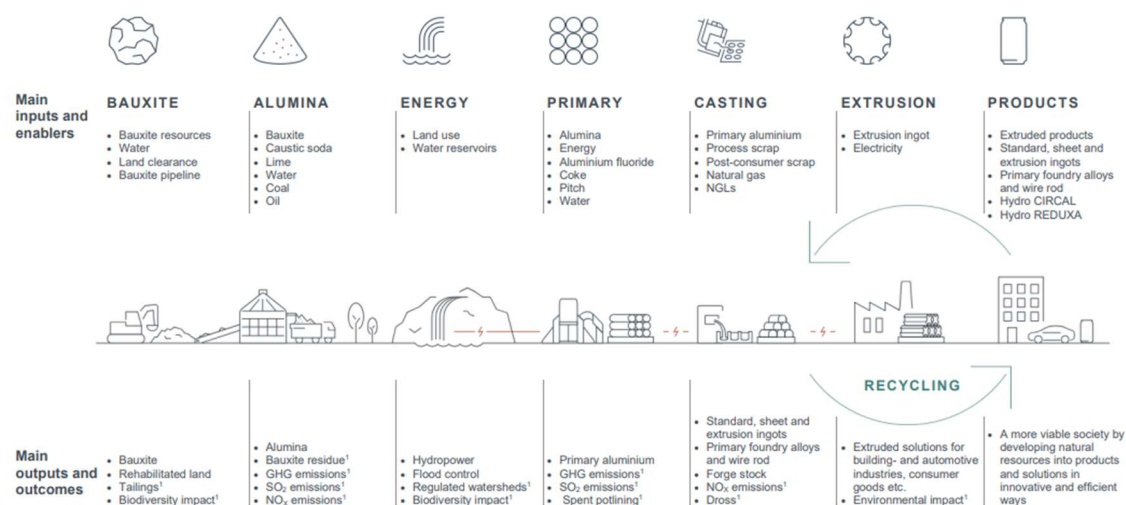 Main
inputs and
enablers
BAUXITE
• Bauxite resources
• Water
• Land clearance
• Bauxite pipeline
ALUMINA
• Bauxite
• Caustic soda
• Lime
• Water
• Coal
• Oil
ENERGY
• Land use
• Water reservoirs
PRIMARY
• Alumina
• Energy
• Aluminium fluoride
• Coke
• Pitch
• Water
CASTING
• Primary aluminium
• Process scrap
• Post-consumer scrap
• Natural gas
• NGLs
EXTRUSION
• Extrusion ingot
• Electricity
PRODUCTS
• Extruded products
• Standard, sheet and
extrusion ingots
• Primary foundry alloys
and wire rod
• Hydro CIRCAL
• Hydro REDUXA
RECYCLING
Main
outputs and
outcomes
• Bauxite
• Rehabilitated land
• Tailings¹
• Biodiversity impact¹
• Alumina
• Bauxite residue¹
• GHG emissions¹
• SO₂ emissions¹
• NOₓ emissions¹
• Hydropower
• Flood control
• Regulated watersheds¹
• Biodiversity impact¹
• Primary aluminium
• GHG emissions¹
• SO₂ emissions¹
• Spent potlining¹
• Standard, sheet and
extrusion ingots
• Primary foundry alloys
and wire rod
• Forge stock
• NOₓ emissions¹
• Dross¹
• Extruded solutions for
building- and automotive
industries, consumer
goods etc.
• Environmental impact¹
• A more viable society by
developing natural
resources into products
and solutions in
innovative and efficient
ways